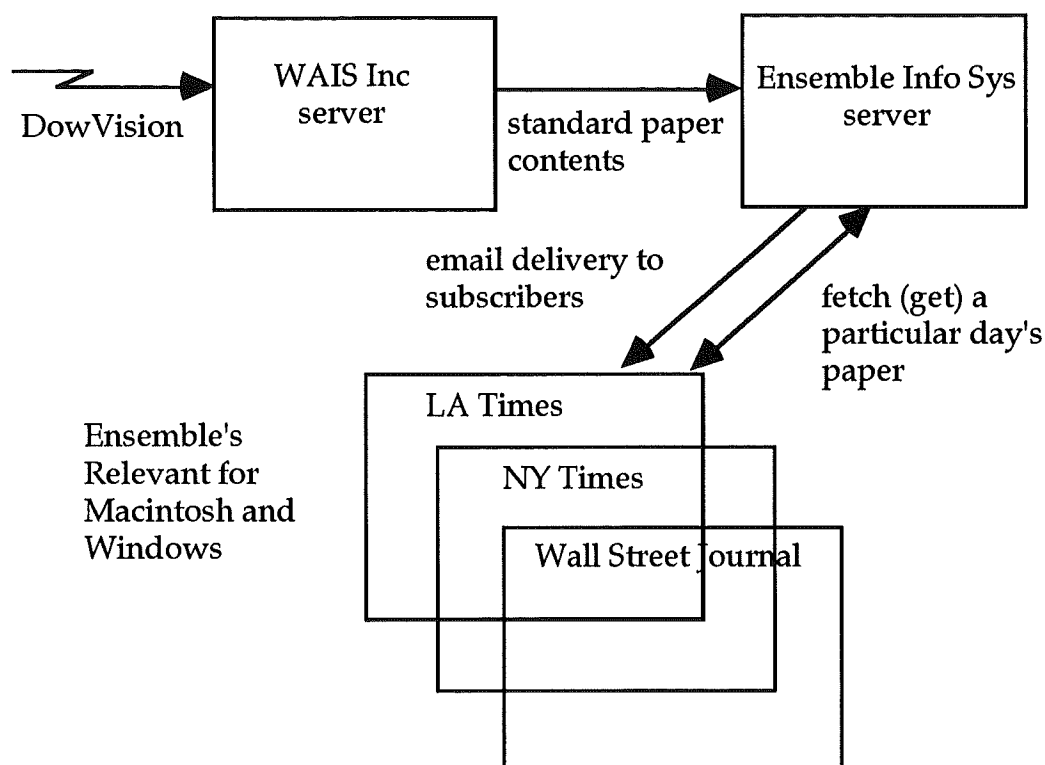 WAIS Inc
server
Ensemble Info Sys
server
DowVision
standard paper
contents
email delivery to
subscribers
fetch (get) a
particular day's
paper
LA Times
Ensemble's
Relevant for
Macintosh and
Windows
NY Times
Wall Street Journal